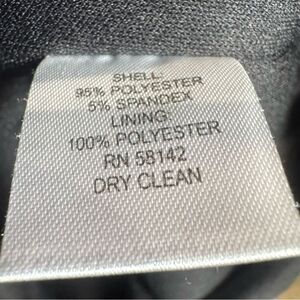 SHELL:
95% POLYESTER
5% SPANDEX
LINING:
100% POLYESTER
RN 58142
DRY CLEAN